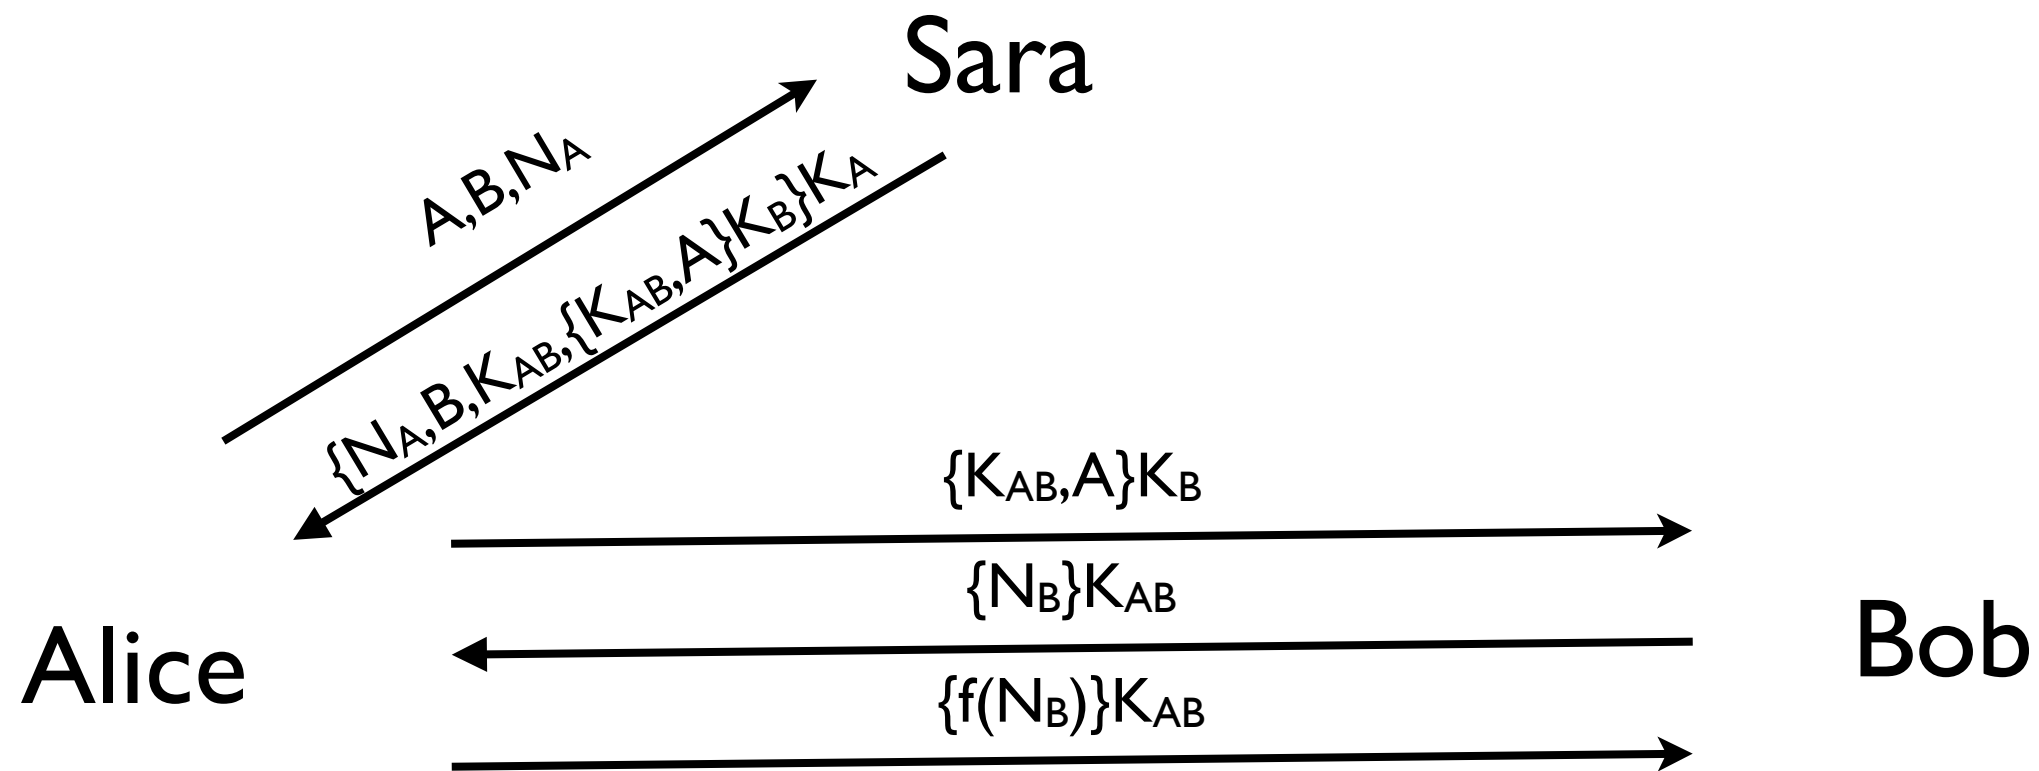 Sara
A,B,NA
{NA,B,KAB,{KAB,A}KB}KA
{KAB,A}KB
{NB}KAB
Alice
Bob
{f(NB)}KAB